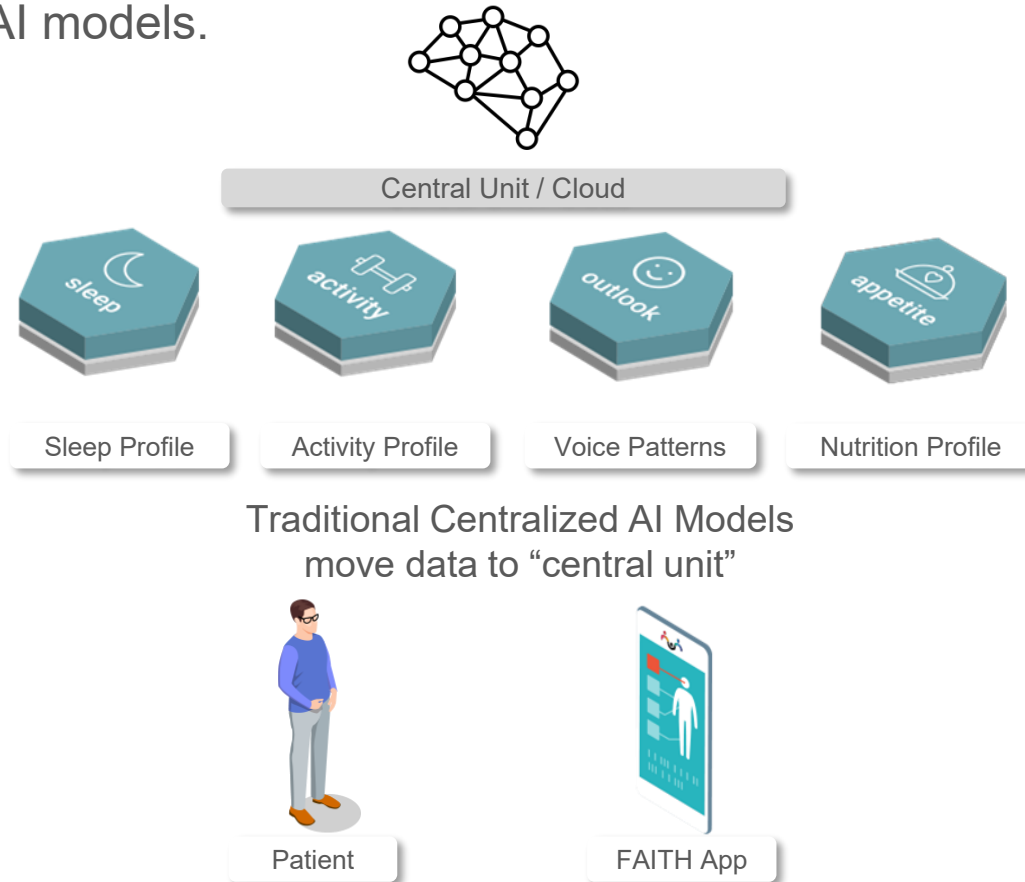 AI models.
Central Unit / Cloud
sleep
activity
outlook
appetite
Sleep Profile
Activity Profile
Voice Patterns
Nutrition Profile
Traditional Centralized AI Models
move data to “central unit”
Patient
FAITH App